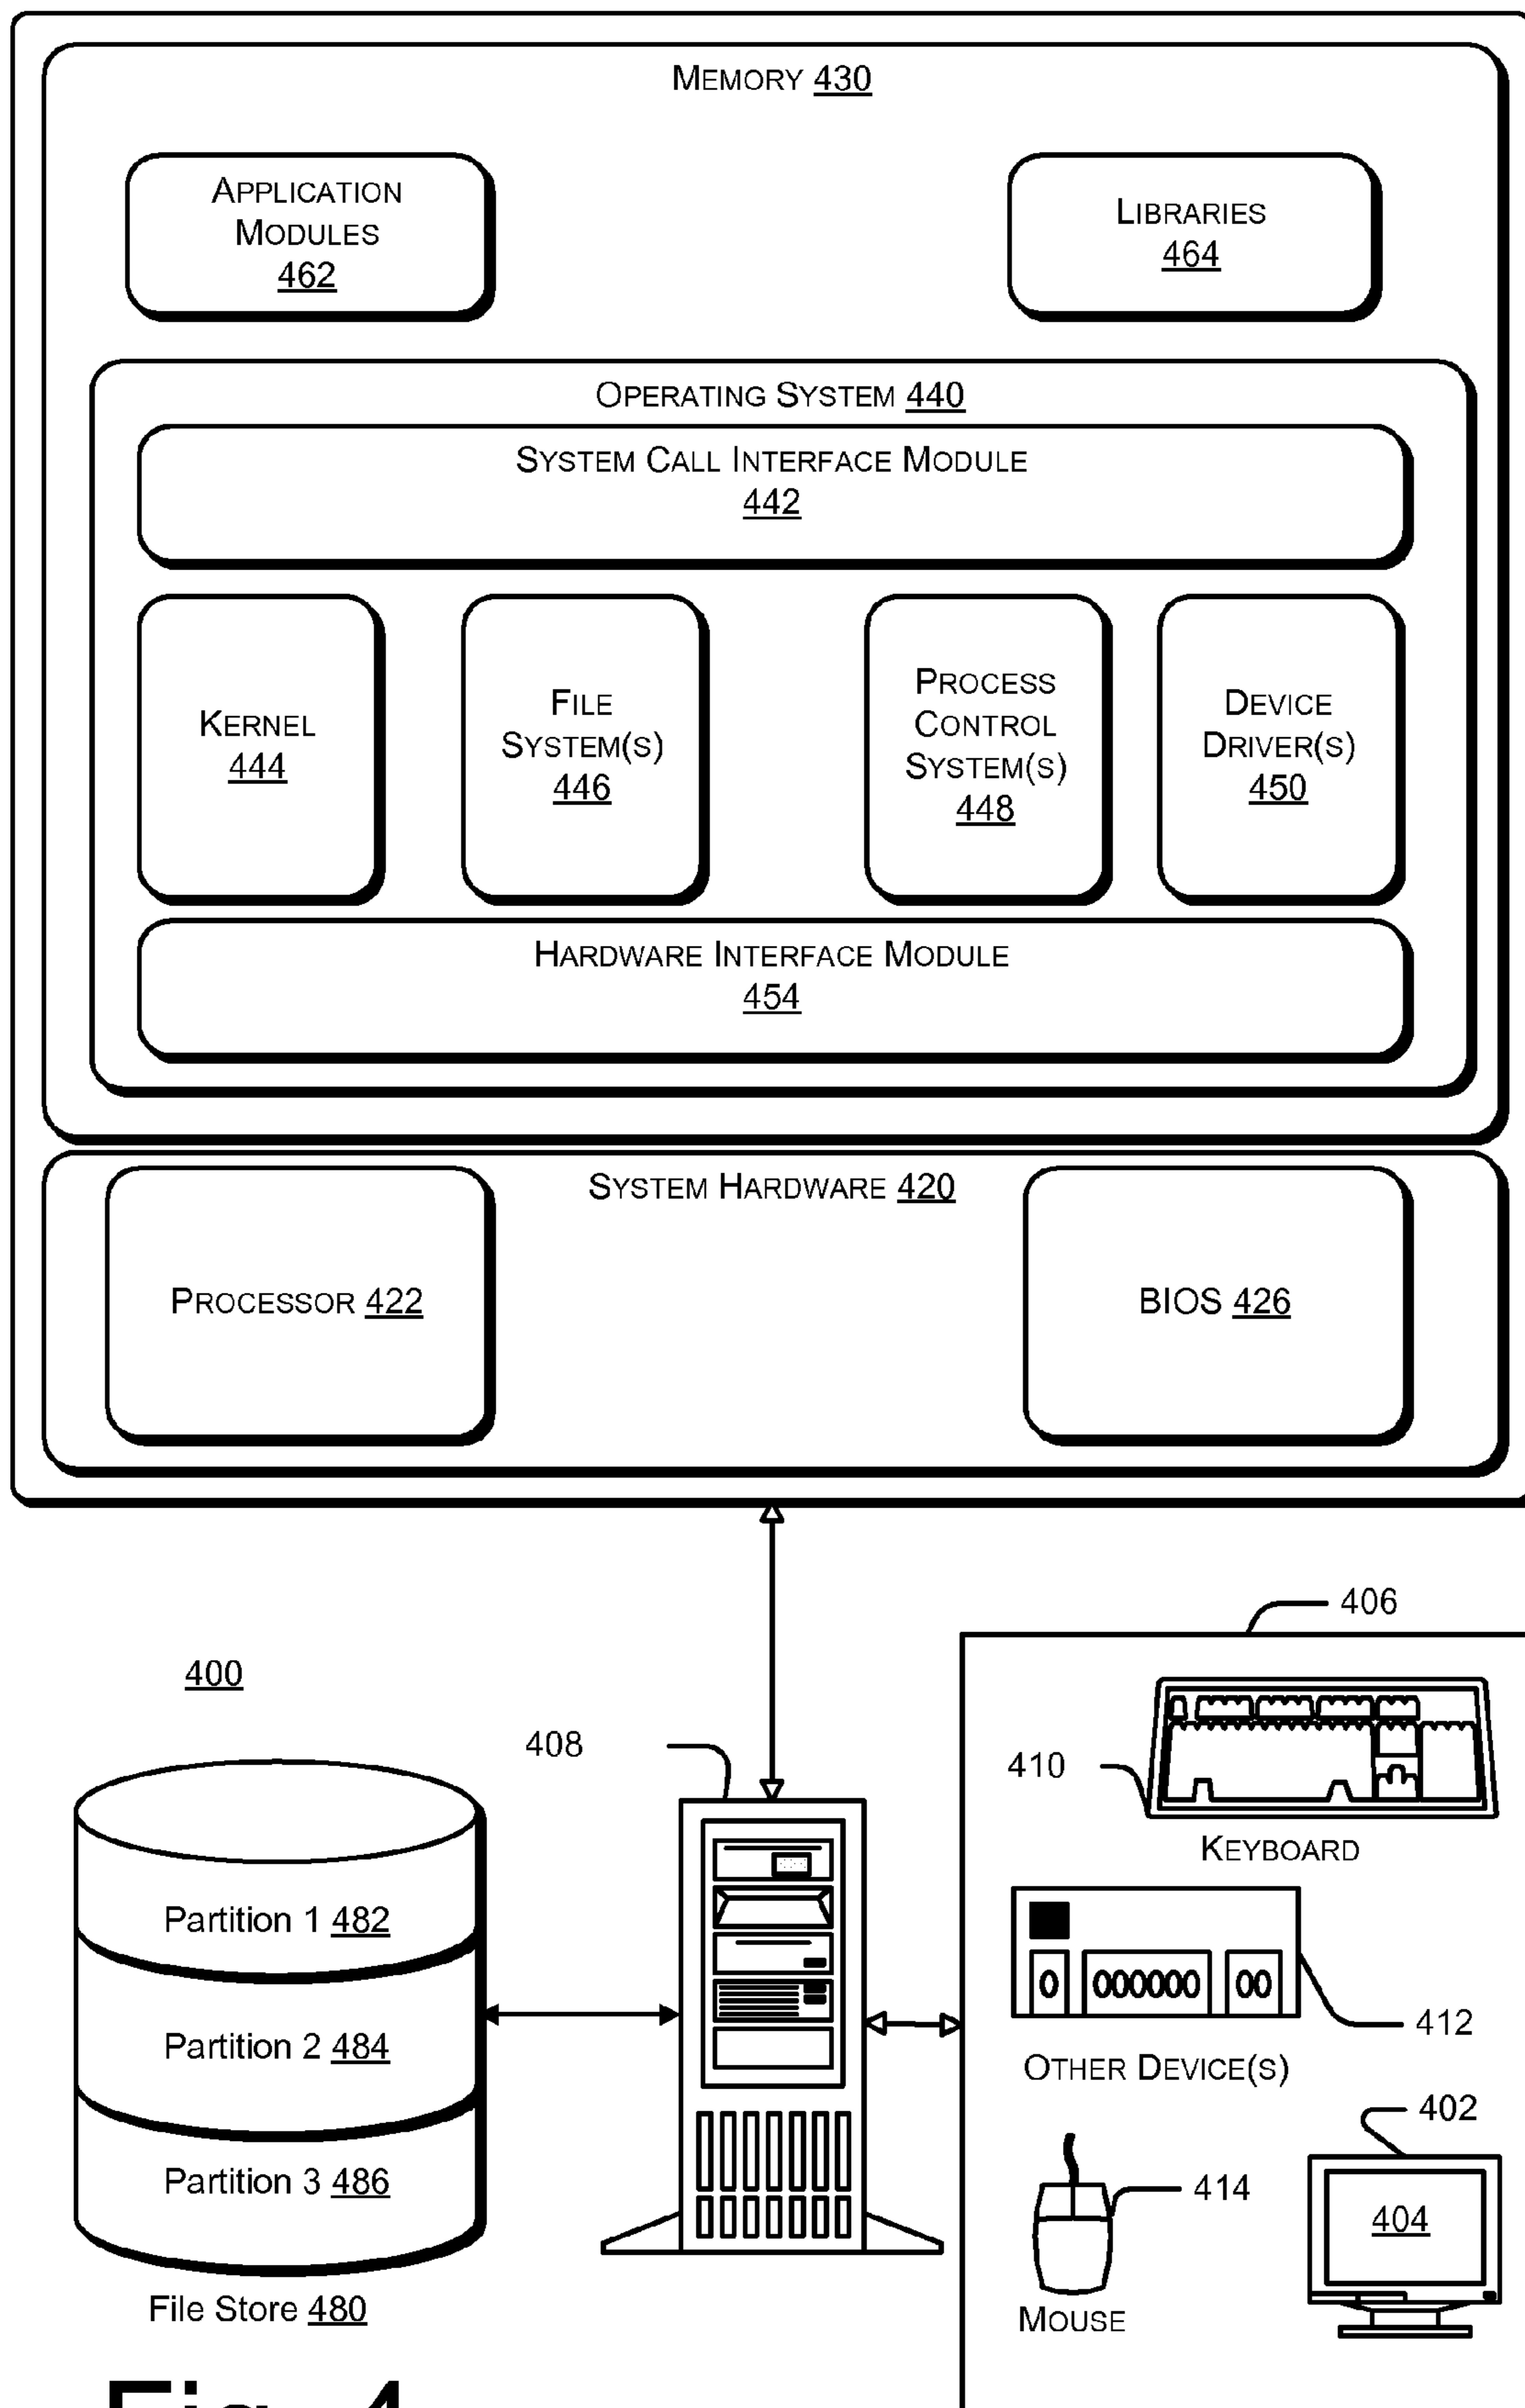 MEMORY 430
APPLICATION
MODULES
462
LIBRARIES
464
OPERATING SYSTEM 440
SYSTEM CALL INTERFACE MODULE
442
KERNEL
444
FILE
SYSTEM(S)
446
PROCESS
CONTROL
SYSTEM(S)
448
DEVICE
DRIVER(S)
450
HARDWARE INTERFACE MODULE
454
SYSTEM HARDWARE 420
PROCESSOR 422
BIOS 426
406
400
408
410
KEYBOARD
Partition 1 482
Partition 2 484
Partition 3 486
File Store 480
412
OTHER DEVICE(S)
402
414
404
MOUSE
Fig. 4